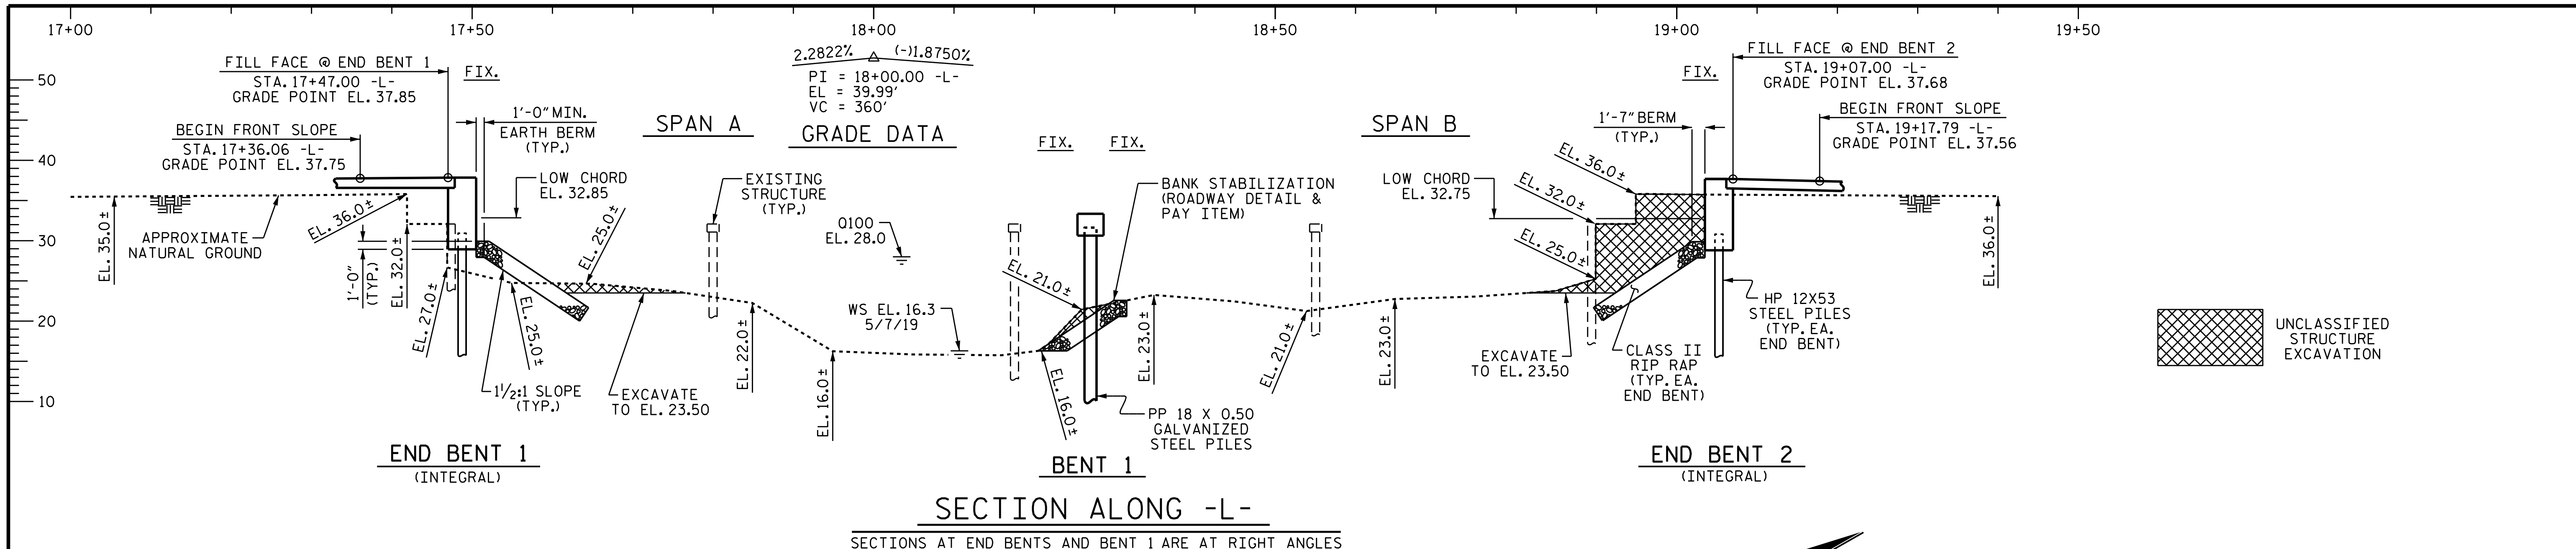 17+00
17+50
18+00
18+50
19+00
19+50
50
40
30
20
10
FILL FACE @ END BENT 1
STA. 17+47.00 -L-
GRADE POINT EL. 37.85
FIX.
BEGIN FRONT SLOPE
STA. 17+36.06 -L-
GRADE POINT EL. 37.75
1'-0" MIN.
EARTH BERM
(TYP.)
SPAN A
2.2822%
(-)1.8750%
PI = 18+00.00 -L-
EL = 39.99'
VC = 360'
GRADE DATA
FIX.
FIX.
SPAN B
FIX.
FILL FACE @ END BENT 2
STA. 19+07.00 -L-
GRADE POINT EL. 37.68
1'-7" BERM
(TYP.)
BEGIN FRONT SLOPE
STA. 19+17.79 -L-
GRADE POINT EL. 37.56
LOW CHORD
EL. 32.85
EXISTING
STRUCTURE
(TYP.)
Q100
EL. 28.0
WS EL. 16.3
5/7/19
BANK STABILIZATION
(ROADWAY DETAIL &
PAY ITEM)
LOW CHORD
EL. 32.75
EL. 36.0±
EL. 32.0±
EL. 25.0±
EL. 35.0±
APPROXIMATE
NATURAL GROUND
EL. 36.0±
1'-0"
(TYP.)
EL. 32.0±
EL. 27.0±
EL. 25.0±
EL. 25.0±
1½:1 SLOPE
(TYP.)
EXCAVATE
TO EL. 23.50
EL. 22.0±
EL. 16.0±
EL. 21.0±
EL. 16.0±
EL. 23.0±
PP 18 X 0.50
GALVANIZED
STEEL PILES
EL. 21.0±
EL. 23.0±
EXCAVATE
TO EL. 23.50
CLASS II
RIP RAP
(TYP. EA.
END BENT)
HP 12X53
STEEL PILES
(TYP. EA.
END BENT)
EL. 36.0±
UNCLASSIFIED
STRUCTURE
EXCAVATION
END BENT 1
(INTEGRAL)
BENT 1
END BENT 2
(INTEGRAL)
SECTION ALONG -L-
SECTIONS AT END BENTS AND BENT 1 ARE AT RIGHT ANGLES